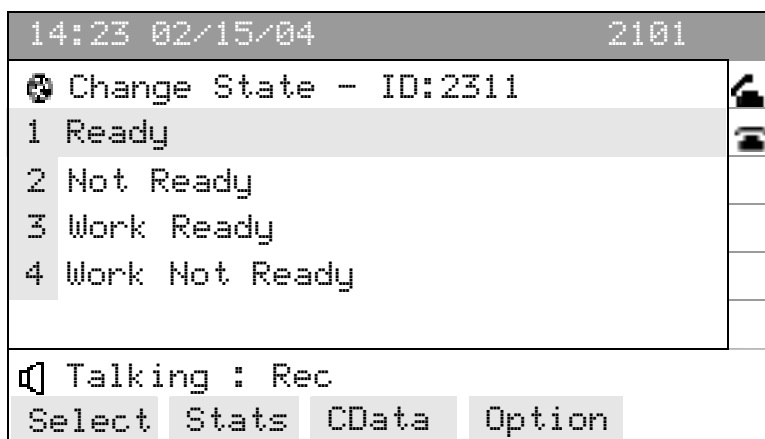 14:23 02/15/04 2101
Change State - ID:2311
1 Ready
2 Not Ready
3 Work Ready
4 Work Not Ready
Talking : Rec
Select Stats CData Option